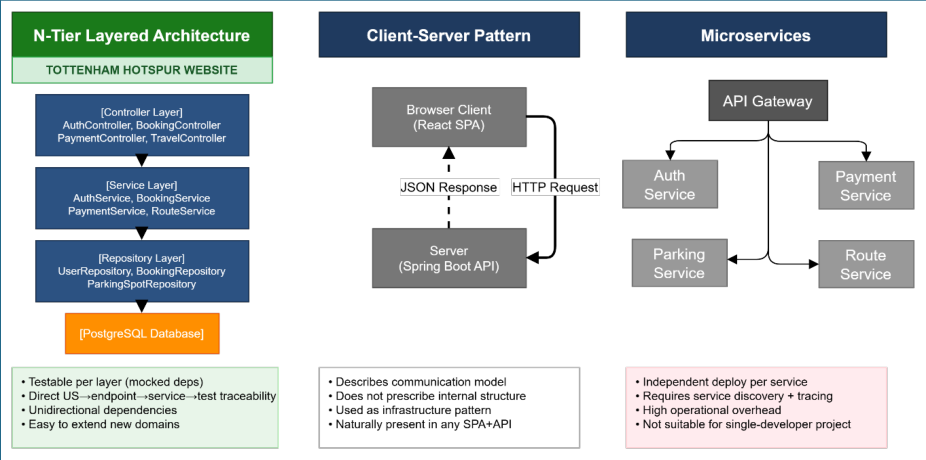 N-Tier Layered Architecture
TOTTENHAM HOTSPUR WEBSITE
[Controller Layer]
AuthController, BookingController
PaymentController, TravelController
[Service Layer]
AuthService, BookingService
PaymentService, RouteService
[Repository Layer]
UserRepository, BookingRepository
ParkingSpotRepository
[PostgreSQL Database]
• Testable per layer (mocked deps)
• Direct US→endpoint→service→test traceability
• Unidirectional dependencies
• Easy to extend new domains
Client-Server Pattern
Browser Client
(React SPA)
JSON Response
HTTP Request
Server
(Spring Boot API)
• Describes communication model
• Does not prescribe internal structure
• Used as infrastructure pattern
• Naturally present in any SPA+API
Microservices
API Gateway
Auth
Service
Payment
Service
Parking
Service
Route
Service
• Independent deploy per service
• Requires service discovery + tracing
• High operational overhead
• Not suitable for single-developer project